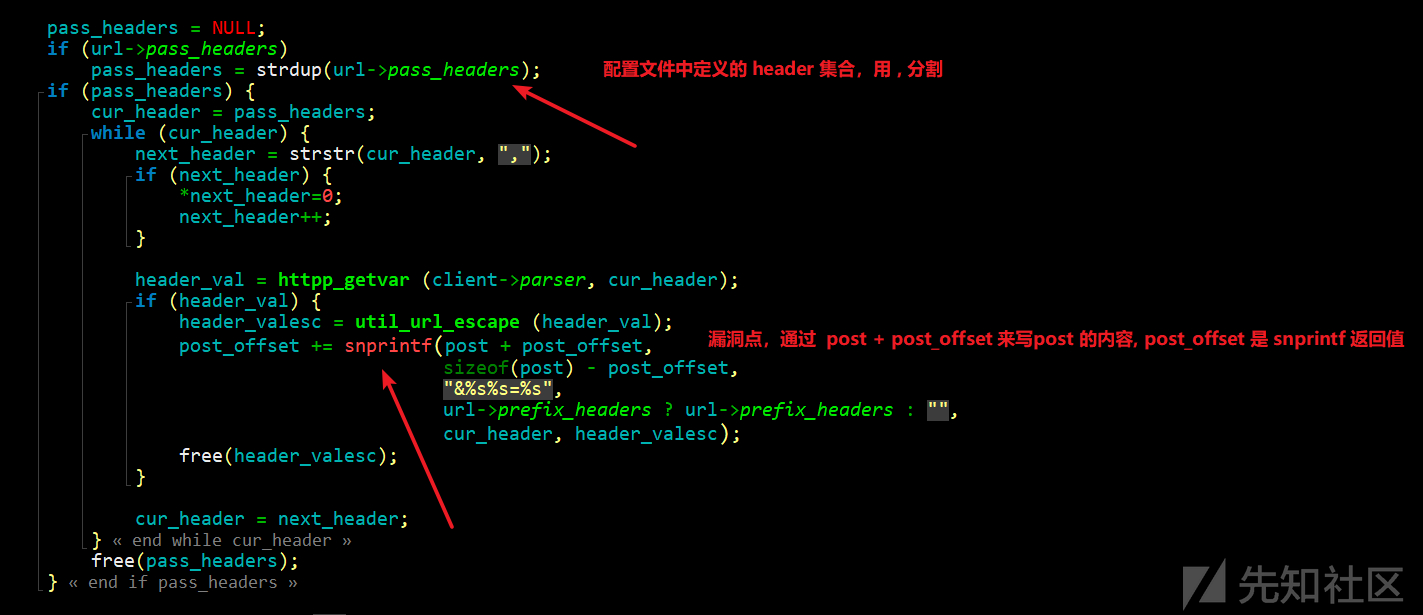 pass_headers = NULL;
if (url->pass_headers)
pass_headers = strdup(url->pass_headers);
配置文件中定义的 header 集合，用 , 分割
if (pass_headers) {
cur_header = pass_headers;
while (cur_header) {
next_header = strstr(cur_header, ",");
if (next_header) {
*next_header=0;
next_header++;
}
header_val = httpp_getvar (client->parser, cur_header);
if (header_val) {
header_valesc = util_url_escape (header_val);
post_offset += snprintf(post + post_offset,
漏洞点，通过 post + post_offset 来写post 的内容, post_offset 是 snprintf 返回值
sizeof(post) - post_offset,
"&%s%s=%s",
url->prefix_headers ? url->prefix_headers : "",
cur_header, header_valesc);
free(header_valesc);
}
cur_header = next_header;
} « end while cur_header »
free(pass_headers);
} « end if pass_headers »
先知社区